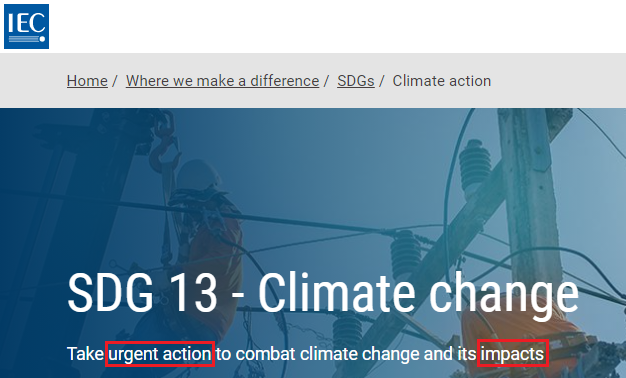 IEC
Home / Where we make a difference / SDGs / Climate action
SDG 13 - Climate change
Take urgent action to combat climate change and its impacts